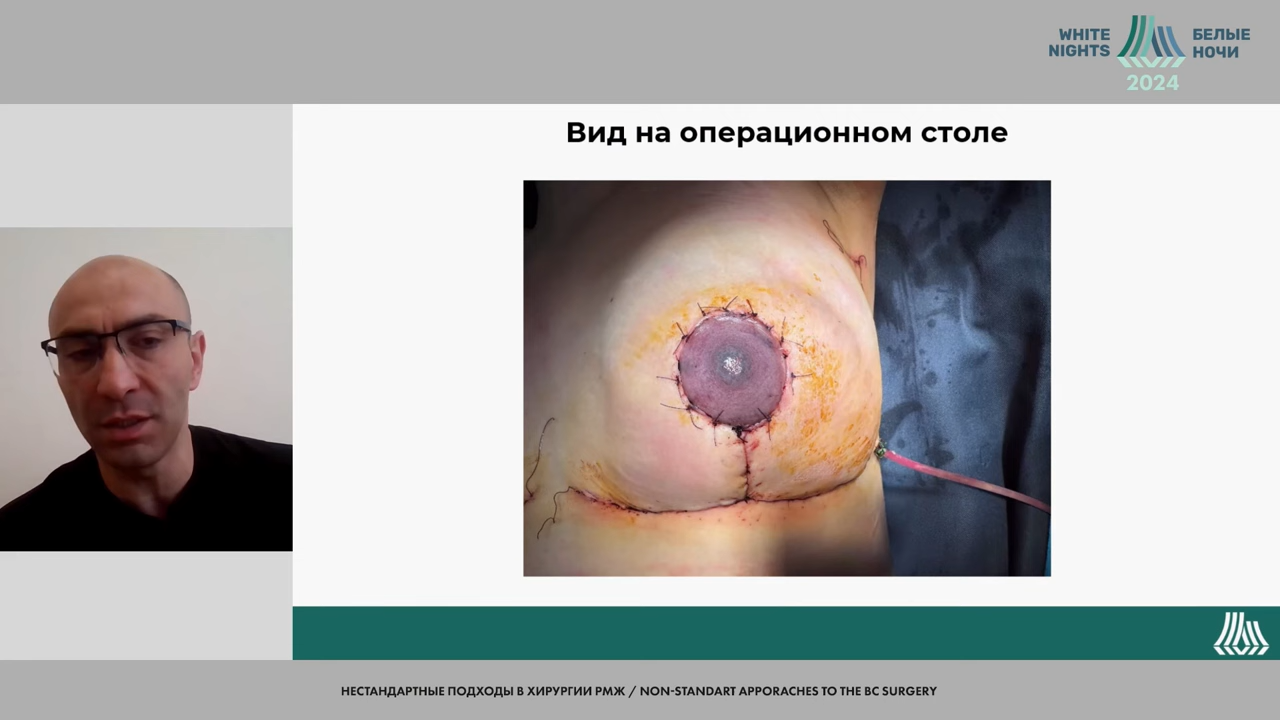 WHITE
NIGHTS
БЕЛЫЕ
НОЧИ
2024
Вид на операционном столе
НЕСТАНДАРТНЫЕ ПОДХОДЫ В ХИРУРГИИ РМЖ / NON-STANDART APPORACHES TO THE BC SURGERY